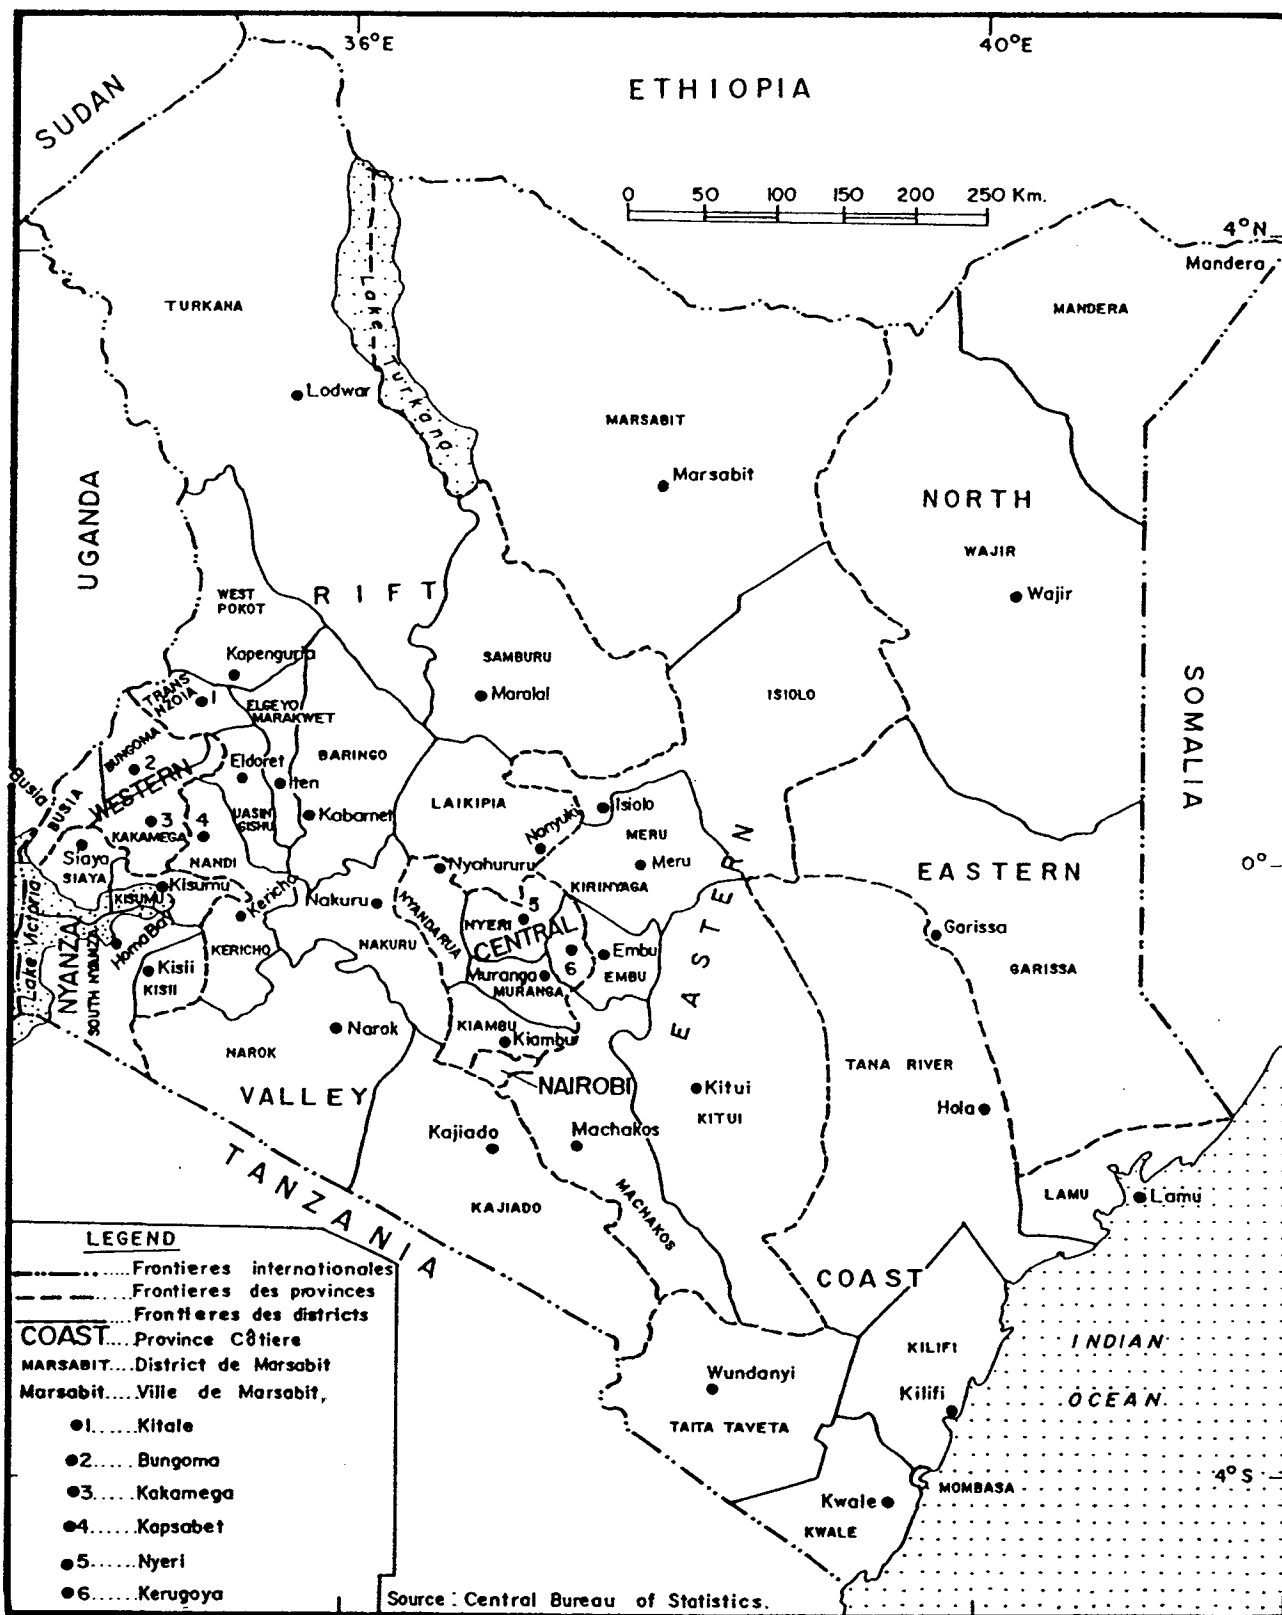 36°E
40°E
SUDAN
ETHIOPIA
0 50 100 150 200 250 Km.
4°N
Mandera
TURKANA
Lake Turkana
MANDERA
Lodwar
MARSABIT
Marsabit
UGANDA
NORTH
WAJIR
Wajir
WEST
POKOT
RIFT
Kapenguria
SAMBURU
Maralal
ISIOLO
SOMALIA
TRANS
NZOIA
1
ELGEYO
MARAKWET
BUNGOMA
2
WESTERN
Eldoret
Iten
BARINGO
Busia
BUSIA
LAIKIPIA
Isiolo
3
4
UASIN
GISHU
Kabarnet
Nanyuki
MERU
KAKAMEGA
Siaya
SIAYA
NANDI
Nyahururu
Meru
EASTERN
EASTERN
0°
KISUMU
Kisumu
Kericho
Nakuru
NYANDARUA
KIRINYAGA
Lake Victoria
NYANZA
SOUTH NYANZA
Homa Bay
KERICHO
NAKURU
NYERI
5
CENTRAL
6
Embu
EMBU
Garissa
GARISSA
Kisii
KISII
Muranga
MURANGA
Narok
NAROK
KIAMBU
Kiambu
VALLEY
NAIROBI
Kitui
KITUI
TANA RIVER
Hola
Kajiado
Machakos
TANZANIA
KAJIADO
MACHAKOS
LAMU
Lamu
COAST
INDIAN
OCEAN
KILIFI
Kilifi
Wundanyi
TAITA TAVETA
4°S
MOMBASA
Kwale
KWALE
LEGEND
.....Frontieres internationales
.....Frontieres des provinces
Frontieres des districts
COAST....Province Côtiere
MARSABIT....District de Marsabit
Marsabit.....Ville de Marsabit,
1......Kitale
2.....Bungoma
3.....Kakamega
4......Kapsabet
5......Nyeri
6......Kerugoya
Source : Central Bureau of Statistics.